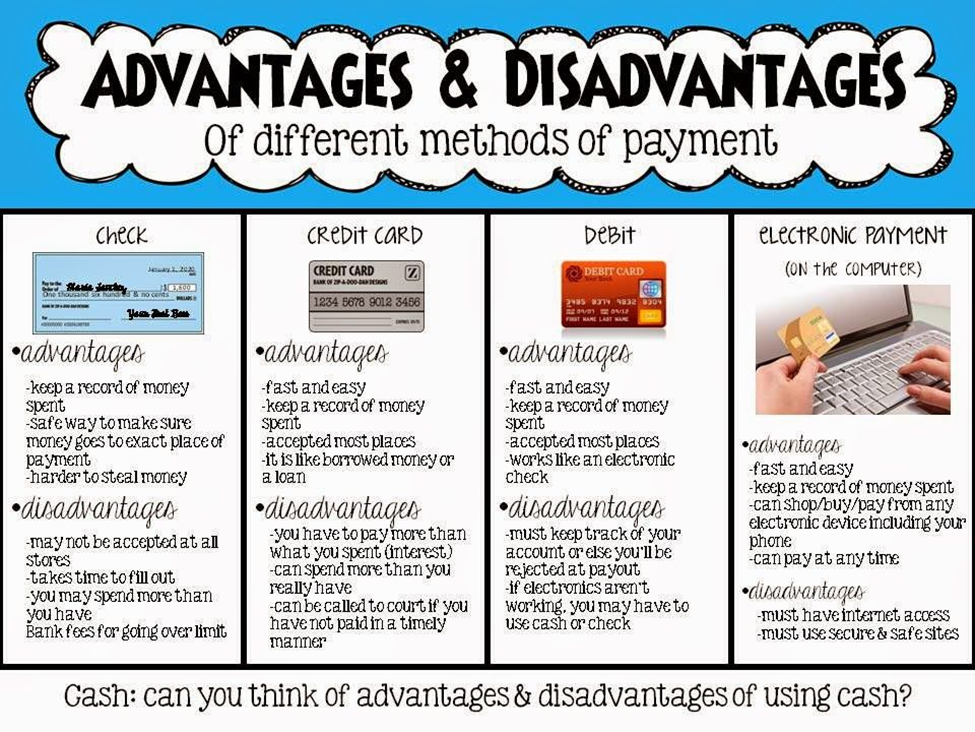 ADVANTAGES & DISADVANTAGES
Of different methods of payment
CHECK
January 1, 2020
Pay to the
Order of
$ 1,600
One thousand six hundred & no cents
DOLLARS
•advantages
-keep a record of money
spent
-safe way to make sure
money goes to exact place of
payment
-harder to steal money
•disadvantages
-may not be accepted at all
stores
-takes time to fill out
-you may spend more than
you have
Bank fees for going over limit
CREDIT CARD
CREDIT CARD
Z
BANK OF ZIP-A-DOO-DAH DESIGNS
1234 5678 9012 3456
EXPIRES DATE
•advantages
-fast and easy
-keep a record of money
spent
-accepted most places
-it is like borrowed money or
a loan
•disadvantages
-you have to pay more than
what you spent (interest)
-can spend more than you
really have
-can be called to court if you
have not paid in a timely
manner
DEBIT
DEBIT CARD
Your Bank
3485 8374 9832 8304
FIRST NAME LAST NAME
•advantages
-fast and easy
-keep a record of money
spent
-accepted most places
-works like an electronic
check
•disadvantages
-must keep track of your
account or else you'll be
rejected at payout
-if electronics aren't
working, you may have to
use cash or check
ELECTRONIC PAYMENT
(ON THE COMPUTER)
•advantages
-fast and easy
-keep a record of money spent
-can shop/buy/pay from any
electronic device including your
phone
-can pay at any time
•disadvantages
-must have internet access
-must use secure & safe sites
Cash: can you think of advantages & disadvantages of using cash?